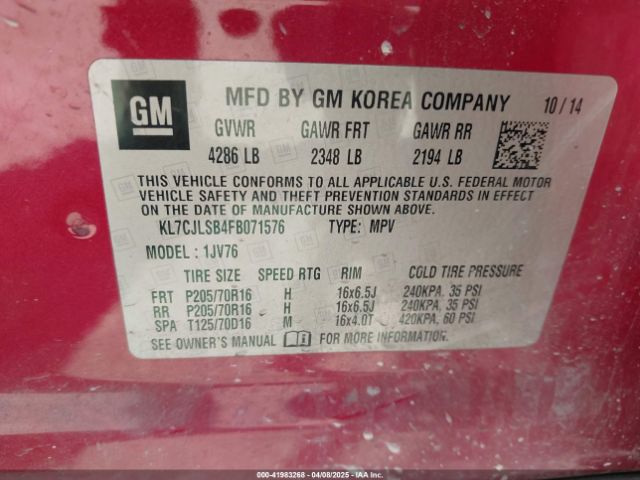 GM
MFD BY GM KOREA COMPANY 10/14
GVWR GAWR FRT GAWR RR
4286 LB 2348 LB 2194 LB
THIS VEHICLE CONFORMS TO ALL APPLICABLE U.S. FEDERAL MOTOR
VEHICLE SAFETY AND THEFT PREVENTION STANDARDS IN EFFECT ON
THE DATE OF MANUFACTURE SHOWN ABOVE.
KL7CJLSB4FB071576 TYPE: MPV
MODEL: 1JV76
TIRE SIZE SPEED RTG RIM COLD TIRE PRESSURE
FRT P205/70R16 H 16x6.5J 240KPA, 35 PSI
RR P205/70R16 H 16x6.5J 240KPA, 35 PSI
SPA T125/70D16 M 16x4.0T 420KPA, 60 PSI
SEE OWNER'S MANUAL FOR MORE INFORMATION.
000-41983268 04/08/2025 IAAI.COM